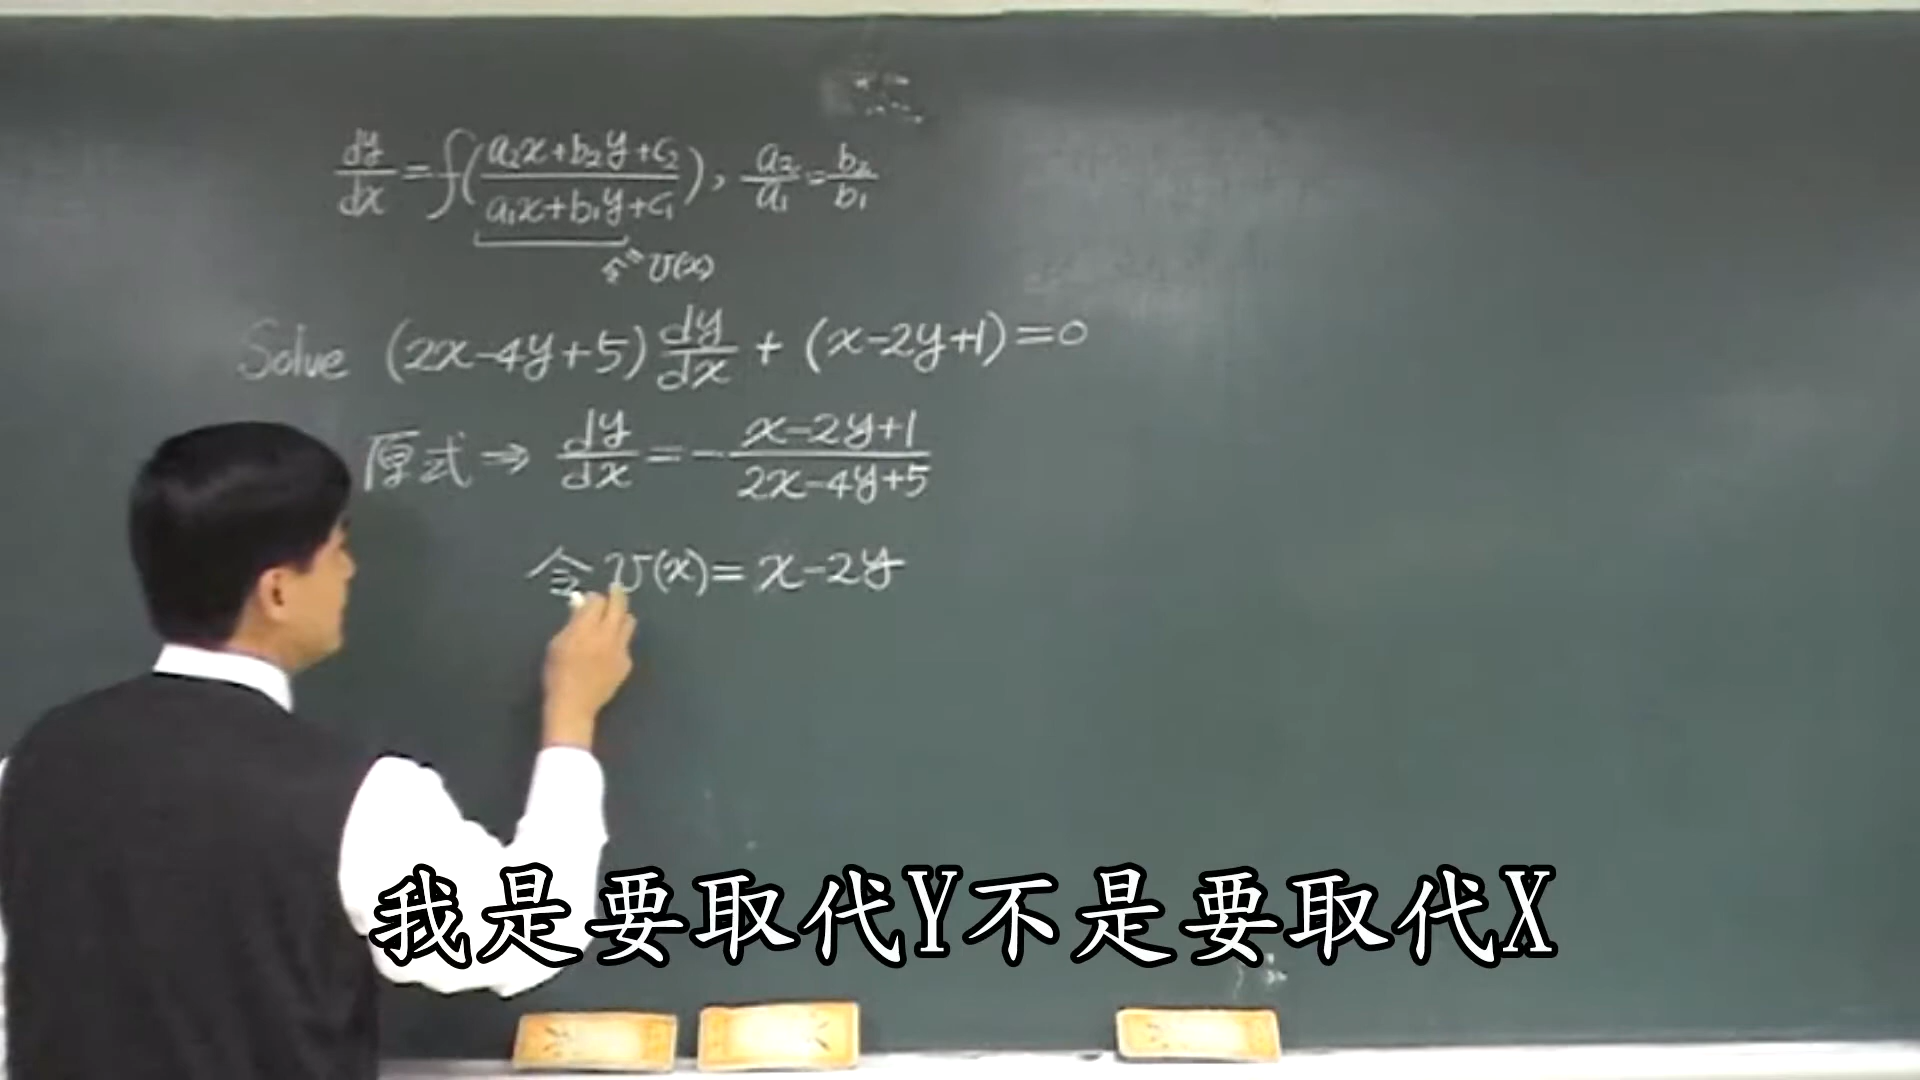 dy/dx = f((a₂x+b₂y+c₂)/(a₁x+b₁y+c₁)), a₂/a₁ = b₂/b₁
令 v(x)
Solve (2x-4y+5) dy/dx + (x-2y+1) = 0
原式 ⇒ dy/dx = - (x-2y+1)/(2x-4y+5)
令 v(x) = x-2y
我是要取代Y不是要取代X